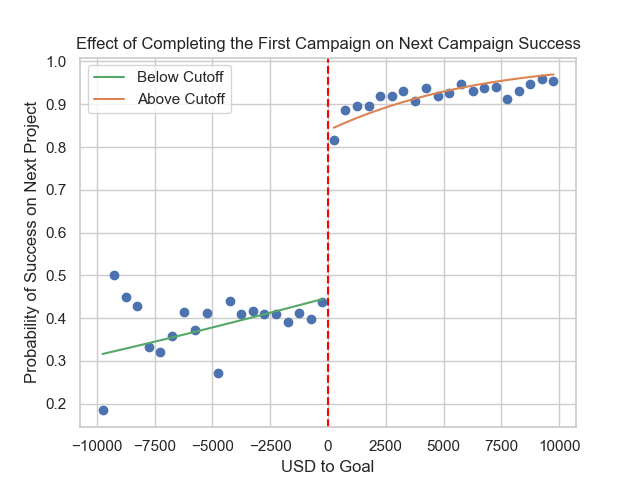 Effect of Completing the First Campaign on Next Campaign Success
Below Cutoff
Above Cutoff
Probability of Success on Next Project
1.0
0.9
0.8
0.7
0.6
0.5
0.4
0.3
0.2
−10000 −7500 −5000 −2500 0 2500 5000 7500 10000
USD to Goal